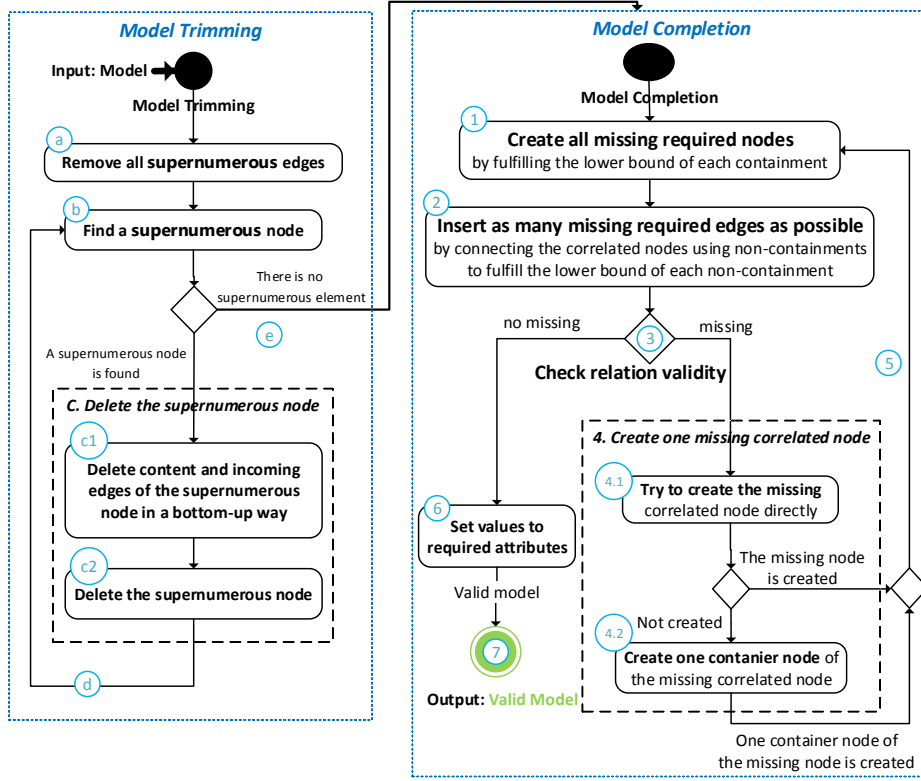 Model Trimming
Input: Model
Model Trimming
a
Remove all supernumerous edges
b
Find a supernumerous node
There is no
supernumerous element
e
A supernumerous node
is found
C. Delete the supernumerous node
c1
Delete content and incoming
edges of the supernumerous
node in a bottom-up way
c2
Delete the supernumerous node
d
Model Completion
Model Completion
1
Create all missing required nodes
by fulfilling the lower bound of each containment
2
Insert as many missing required edges as possible
by connecting the correlated nodes using non-containments
to fulfill the lower bound of each non-containment
no missing
3
missing
Check relation validity
5
4. Create one missing correlated node
4.1
Try to create the missing
correlated node directly
The missing node
is created
Not created
4.2
Create one contanier node of
the missing correlated node
One container node of
the missing node is created
6
Set values to
required attributes
Valid model
7
Output: Valid Model